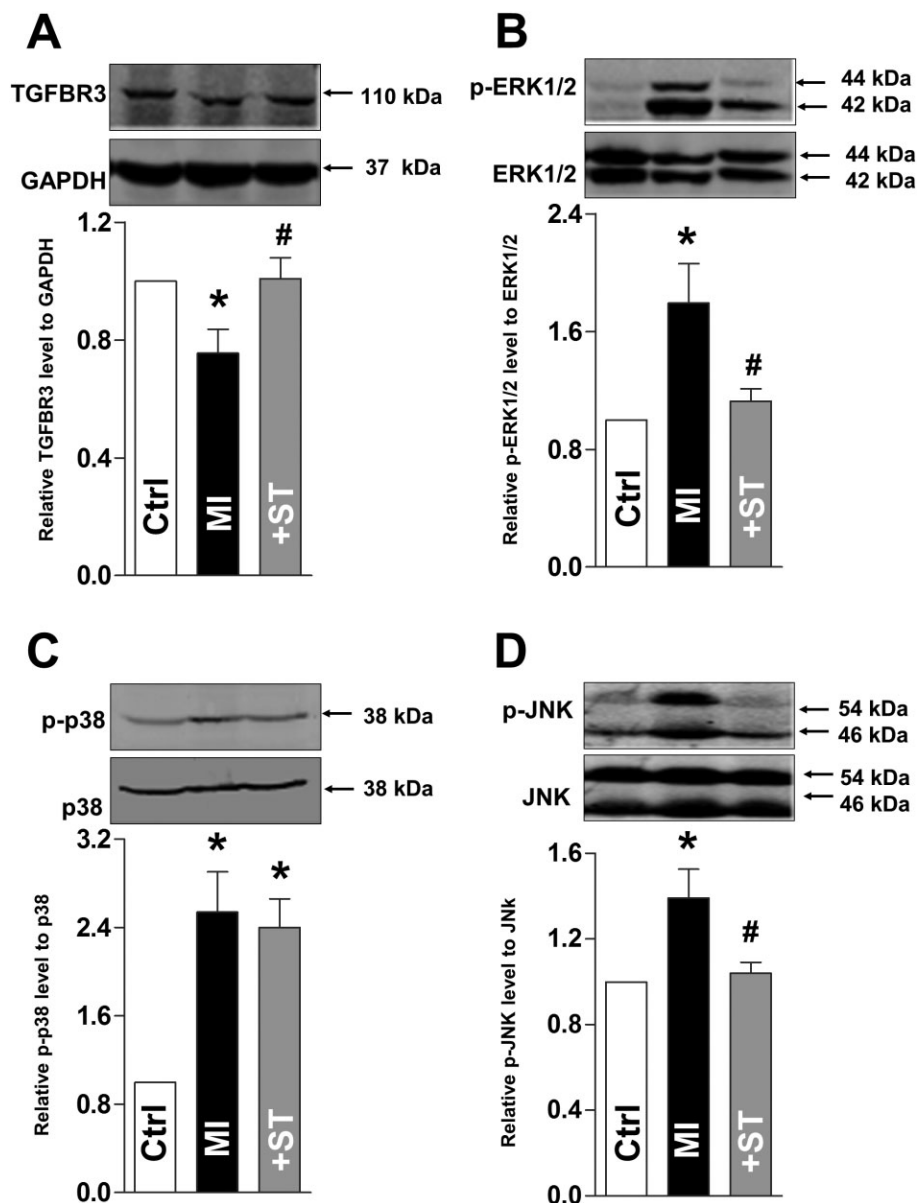 A
TGFBR3
110 kDa
GAPDH
37 kDa
Relative TGFBR3 level to GAPDH
1.2
0.8
0.4
0.0
*
#
Ctrl
MI
+ST
B
p-ERK1/2
44 kDa
42 kDa
ERK1/2
44 kDa
42 kDa
Relative p-ERK1/2 level to ERK1/2
2.4
1.6
0.8
0.0
*
#
Ctrl
MI
+ST
C
p-p38
38 kDa
p38
38 kDa
Relative p-p38 level to p38
3.2
2.4
1.6
0.8
0.0
*
*
Ctrl
MI
+ST
D
p-JNK
54 kDa
46 kDa
JNK
54 kDa
46 kDa
Relative p-JNK level to JNk
1.6
1.2
0.8
0.4
0.0
*
#
Ctrl
MI
+ST